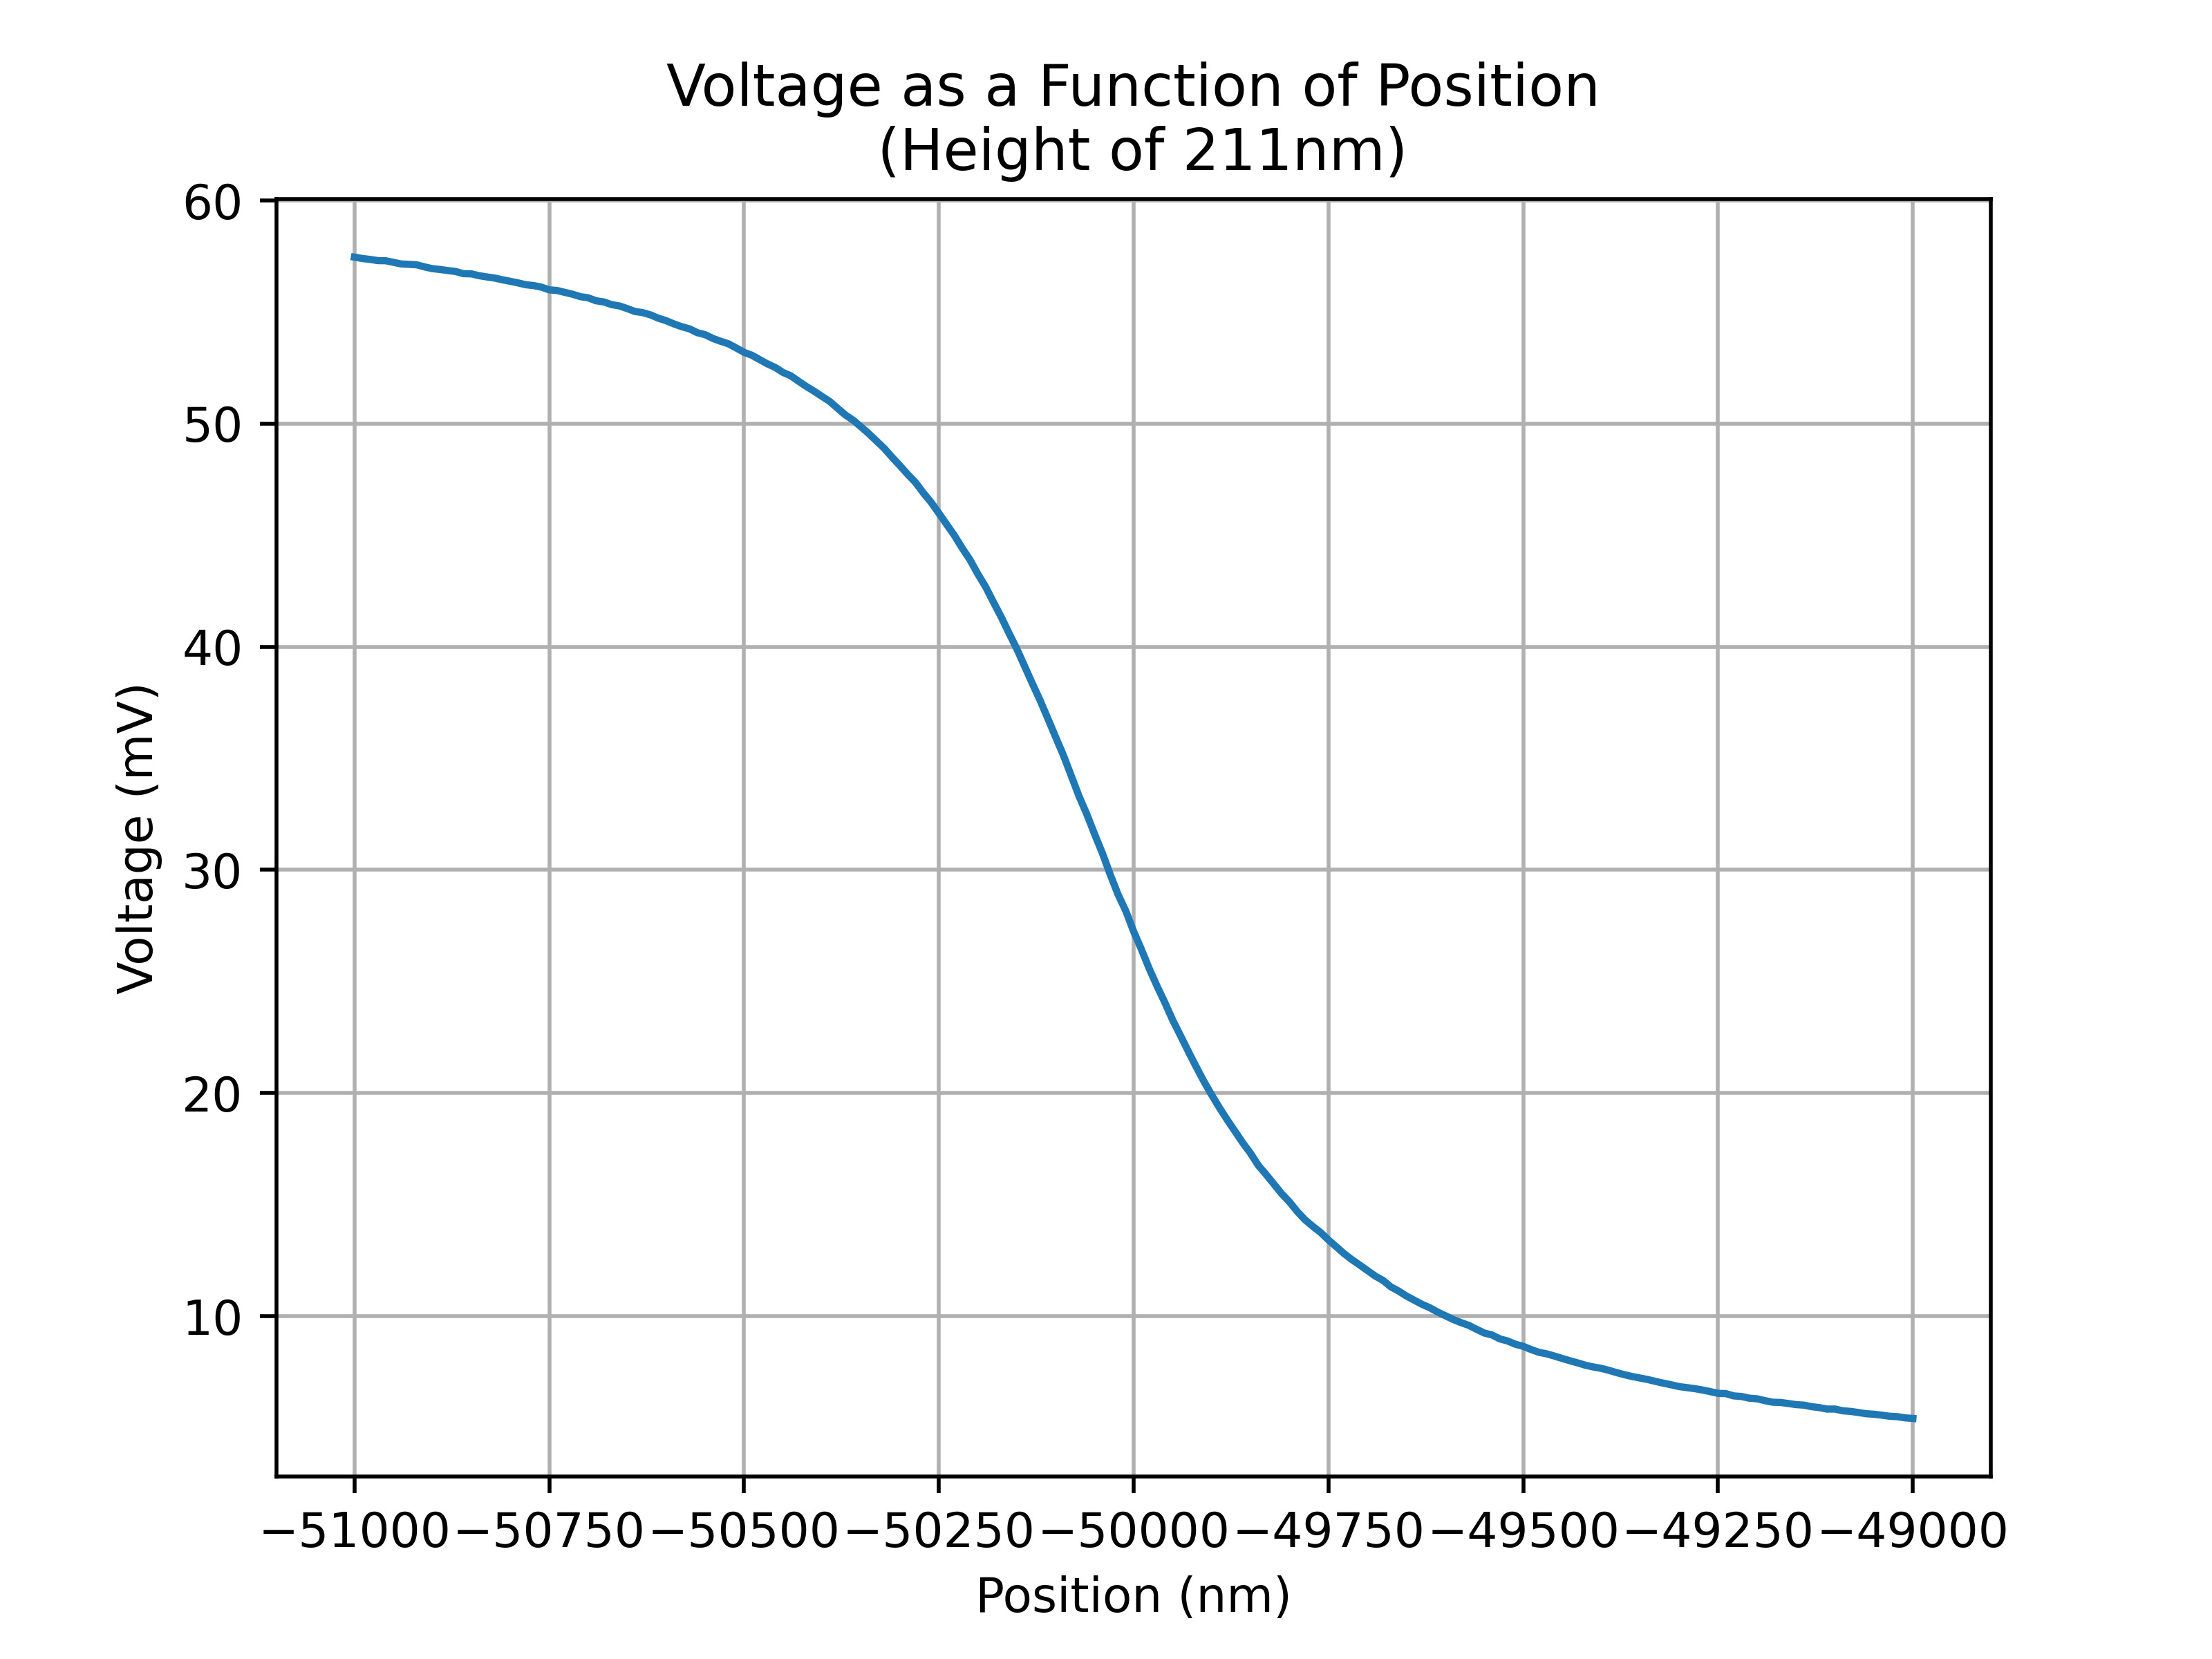 Voltage as a Function of Position
(Height of 211nm)
60
50
40
30
20
10
Voltage (mV)
−51000 −50750 −50500 −50250 −50000 −49750 −49500 −49250 −49000
Position (nm)